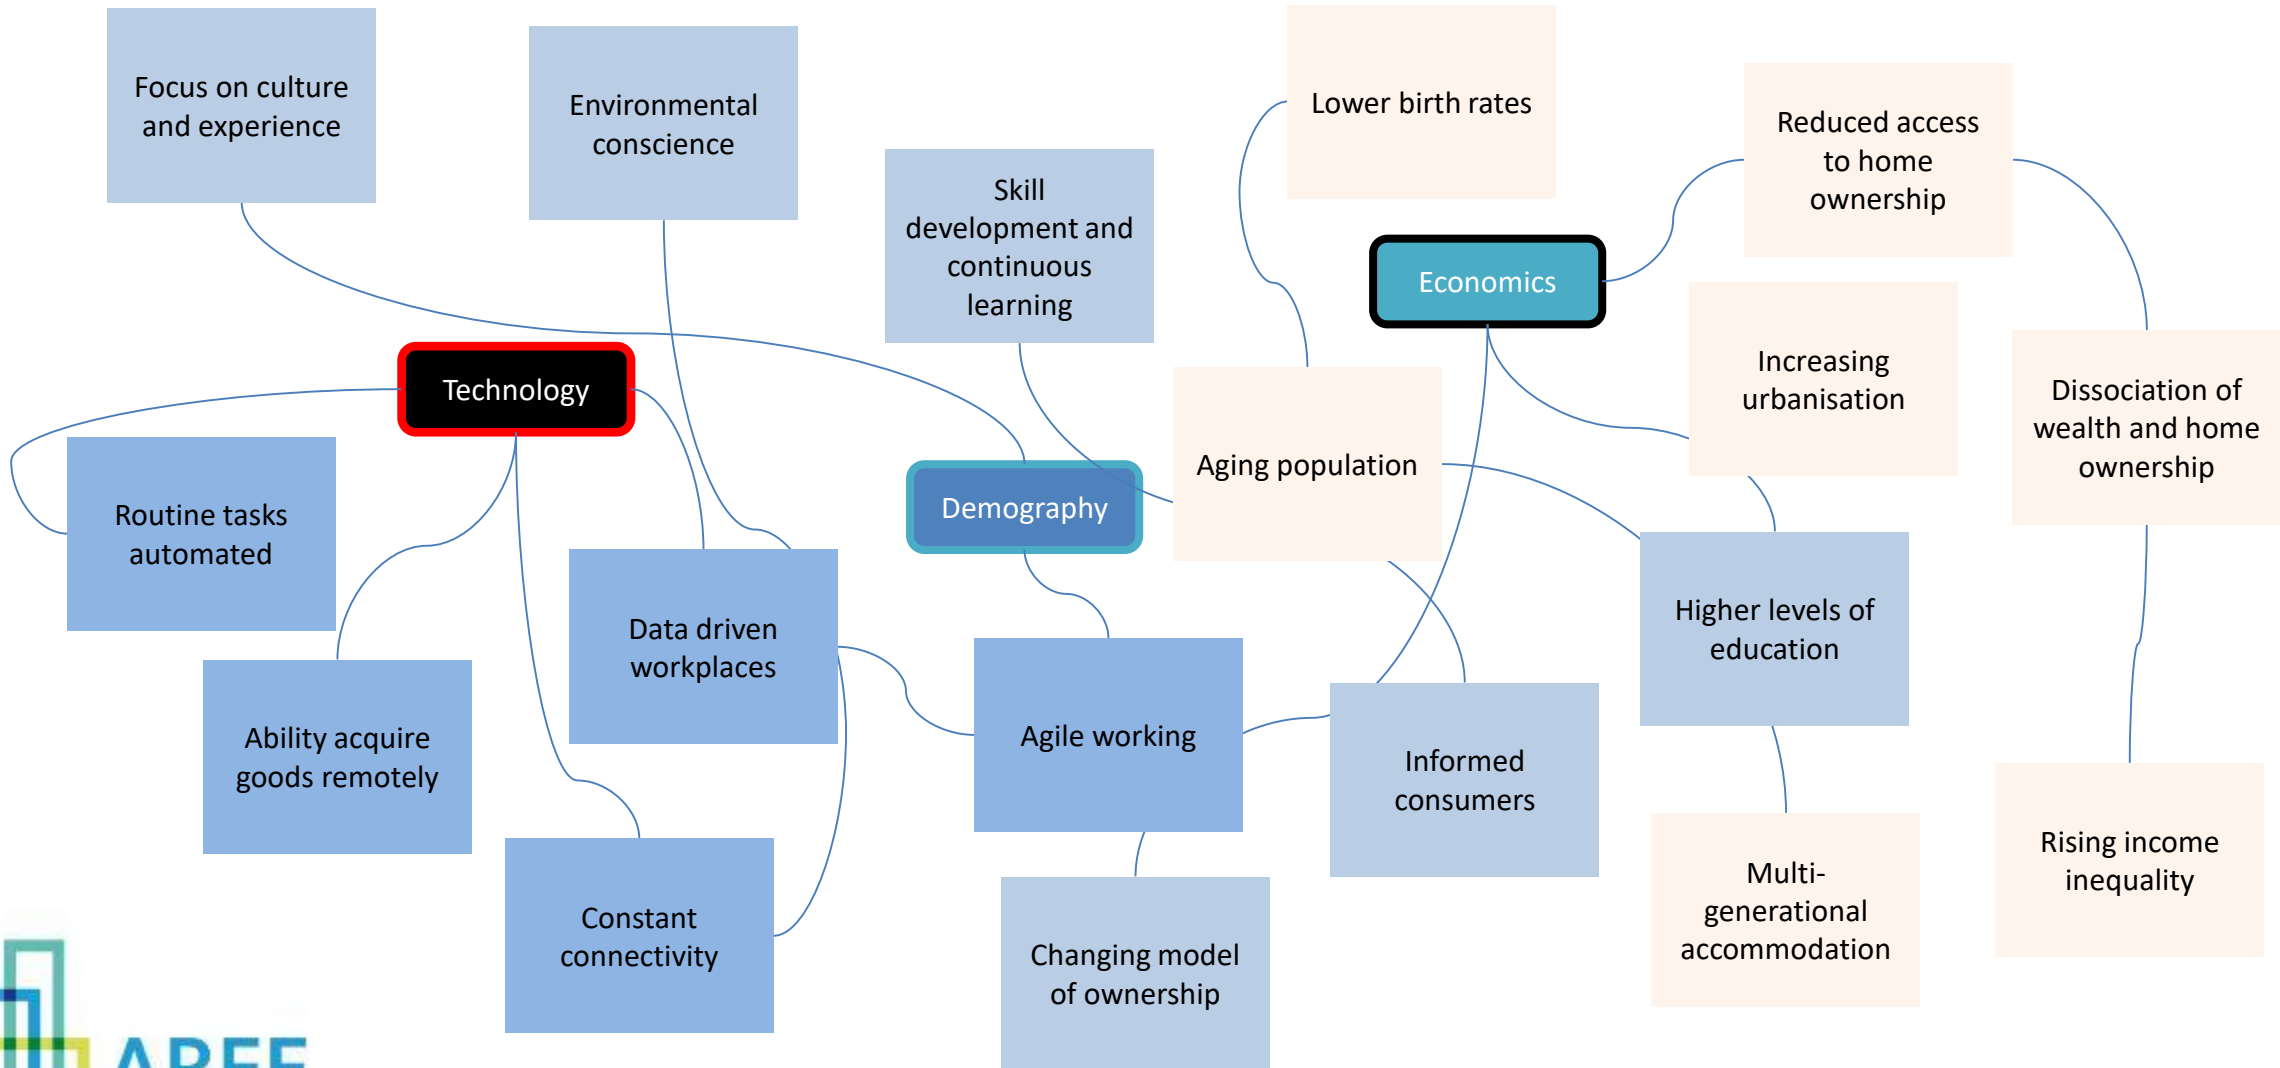 Focus on culture
and experience
Environmental
conscience
Skill
development and
continuous
learning
Lower birth rates
Reduced access
to home
ownership
Economics
Technology
Increasing
urbanisation
Dissociation of
wealth and home
ownership
Aging population
Demography
Routine tasks
automated
Data driven
workplaces
Higher levels of
education
Ability acquire
goods remotely
Agile working
Informed
consumers
Constant
connectivity
Changing model
of ownership
Multi-
generational
accommodation
Rising income
inequality